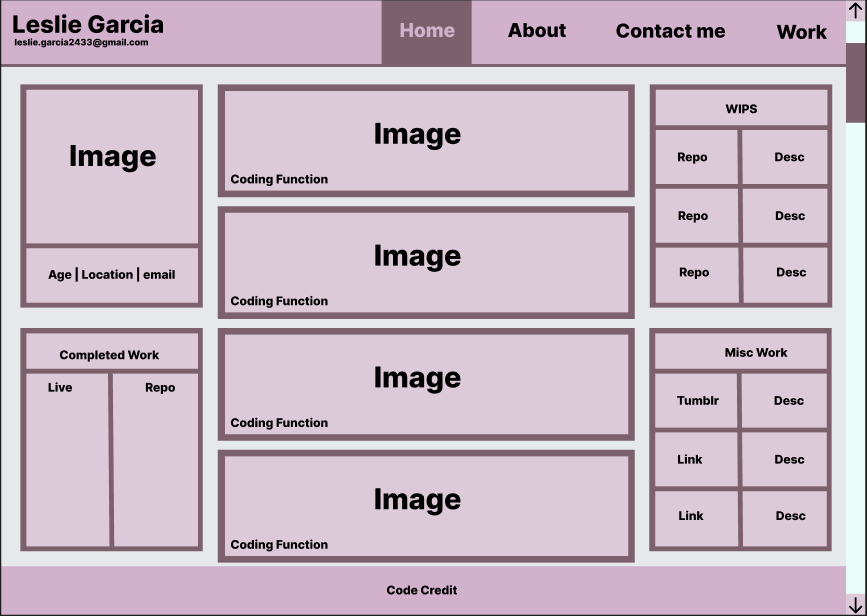 Leslie Garcia
leslie.garcia2433@gmail.com
Home
About
Contact me
Work
Image
Age | Location | email
Completed Work
Live
Repo
Image
Coding Function
Image
Coding Function
Image
Coding Function
Image
Coding Function
WIPS
Repo
Desc
Repo
Desc
Repo
Desc
Misc Work
Tumblr
Desc
Link
Desc
Link
Desc
Code Credit